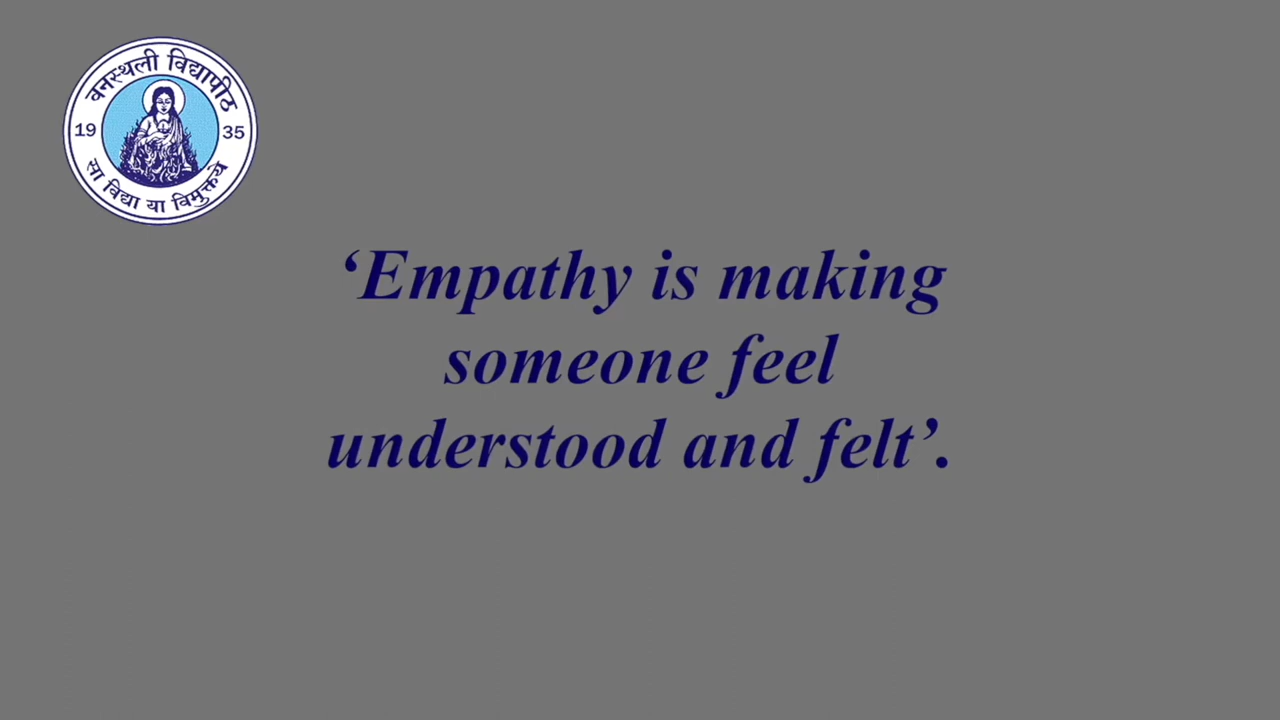 वनस्थली विद्यापीठ
19 35
सा विद्या या विमुक्तये
‘Empathy is making
someone feel
understood and felt’.